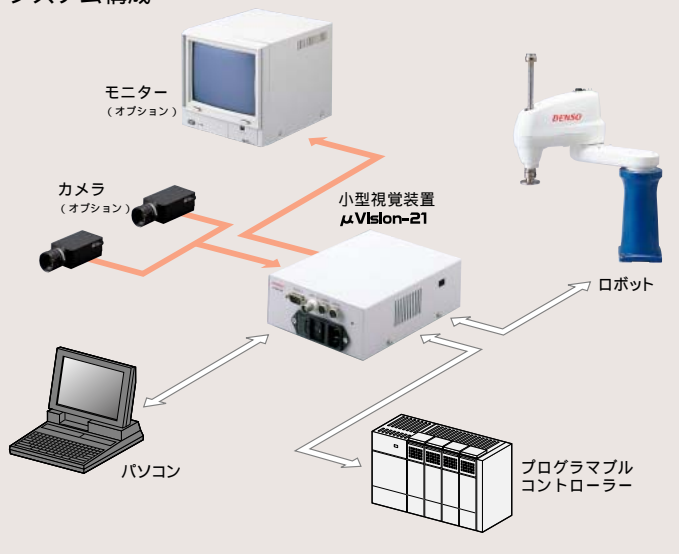 システム構成
モニター
（オプション）
DENSO
カメラ
（オプション）
小型視覚装置
μVision-21
ロボット
パソコン
プログラマブル
コントローラー